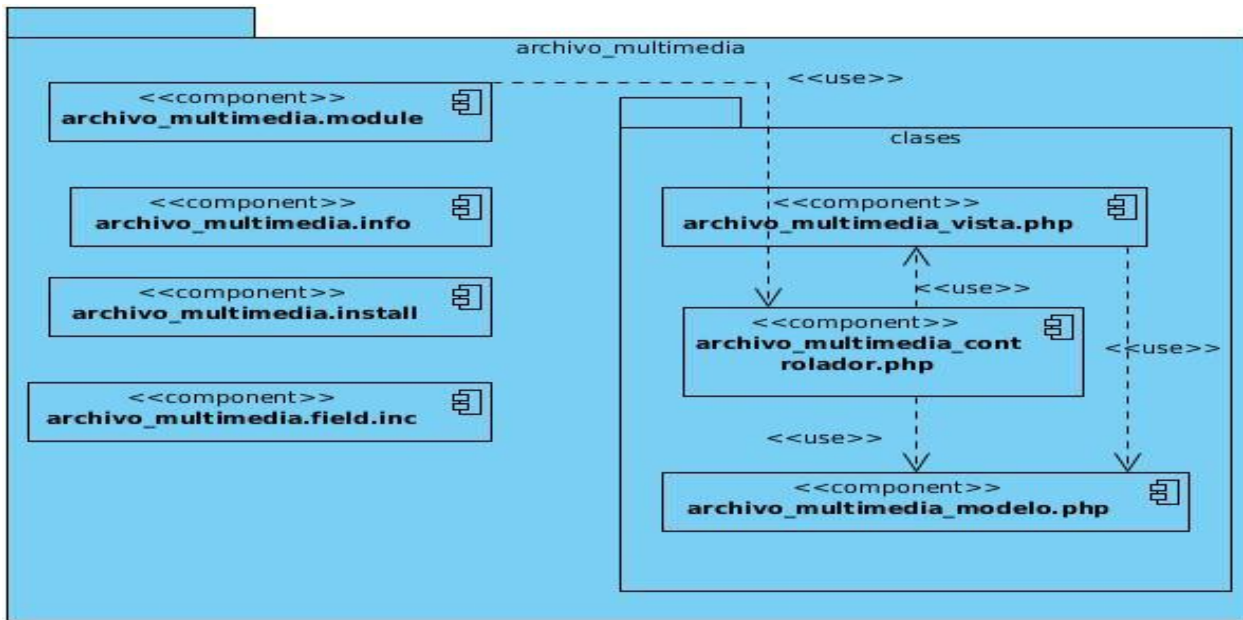 archivo_multimedia
<<use>>
<<component>>
archivo_multimedia.module
<<component>>
archivo_multimedia.info
<<component>>
archivo_multimedia.install
<<component>>
archivo_multimedia.field.inc
clases
<<component>>
archivo_multimedia_vista.php
<<use>>
<<component>>
archivo_multimedia_cont
rolador.php
<<use>>
<<use>>
<<component>>
archivo_multimedia_modelo.php